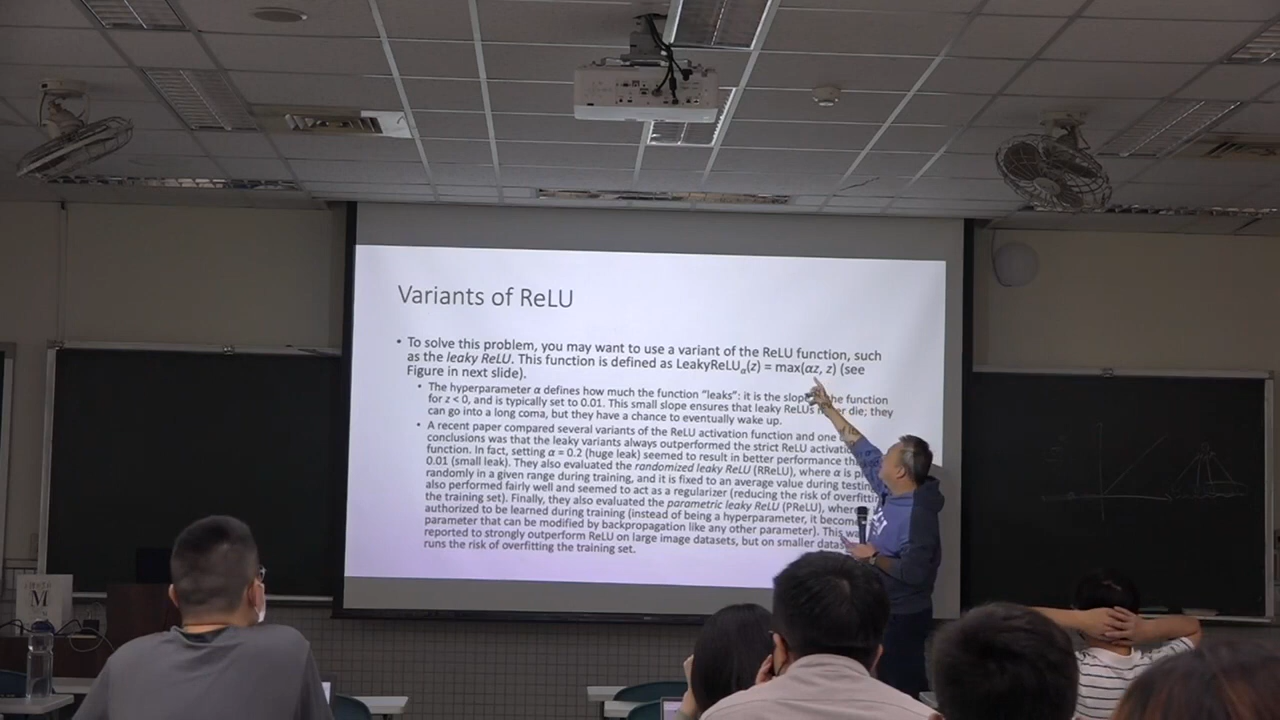 Variants of ReLU
• To solve this problem, you may want to use a variant of the ReLU function, such
as the leaky ReLU. This function is defined as LeakyReLUα(z) = max(αz, z) (see
Figure in next slide).
• The hyperparameter α defines how much the function “leaks”: it is the slope the function
for z < 0, and is typically set to 0.01. This small slope ensures that leaky ReLUs die; they
can go into a long coma, but they have a chance to eventually wake up.
• A recent paper compared several variants of the ReLU activation function and one
conclusions was that the leaky variants always outperformed the strict ReLU
function. In fact, setting α = 0.2 (huge leak) seemed to result in better performance
0.01 (small leak). They also evaluated the randomized leaky ReLU (RReLU), where α is
randomly in a given range during training, and it is fixed to an average value during
also performed fairly well and seemed to act as a regularizer (reducing the risk of
the training set). Finally, they also evaluated the parametric leaky ReLU (PReLU),
authorized to be learned during training (instead of being a hyperparameter, it
parameter that can be modified by backpropagation like any other parameter). This
reported to strongly outperform ReLU on large image datasets, but on smaller
runs the risk of overfitting the training set.
M